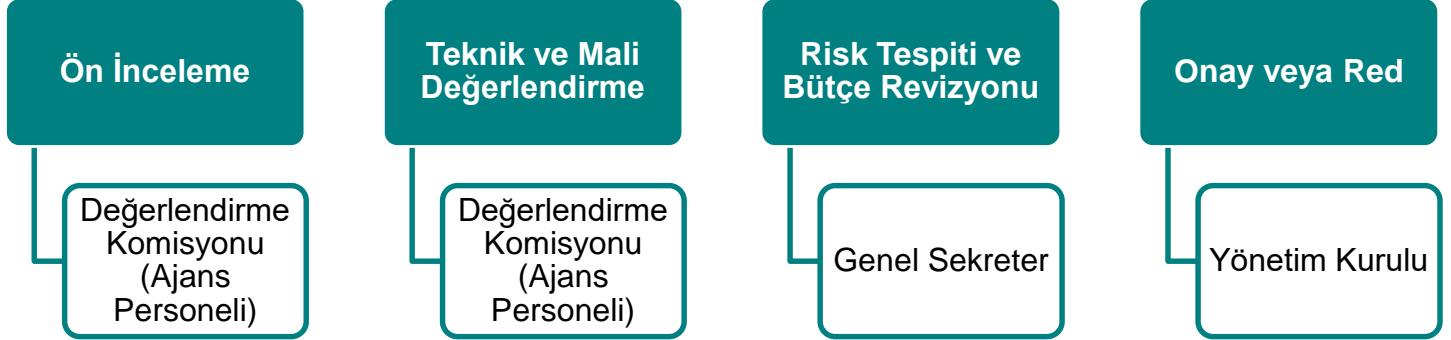 Ön İnceleme
Değerlendirme
Komisyonu
(Ajans
Personeli)
Teknik ve Mali
Değerlendirme
Değerlendirme
Komisyonu
(Ajans
Personeli)
Risk Tespiti ve
Bütçe Revizyonu
Genel Sekreter
Onay veya Red
Yönetim Kurulu